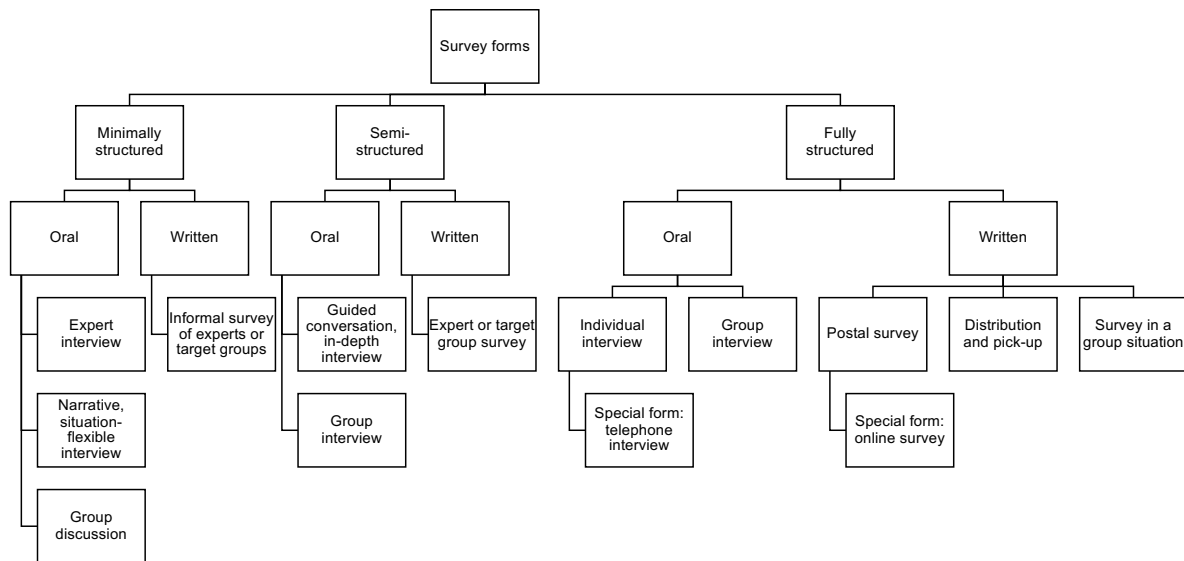 Survey forms
Minimally
structured
Semi-
structured
Fully
structured
Oral
Written
Oral
Written
Oral
Written
Expert
interview
Informal survey
of experts or
target groups
Guided
conversation,
in-depth
interview
Expert or target
group survey
Individual
interview
Group
interview
Postal survey
Distribution
and pick-up
Survey in a
group situation
Narrative,
situation-
flexible
interview
Group
interview
Special form:
telephone
interview
Special form:
online survey
Group
discussion